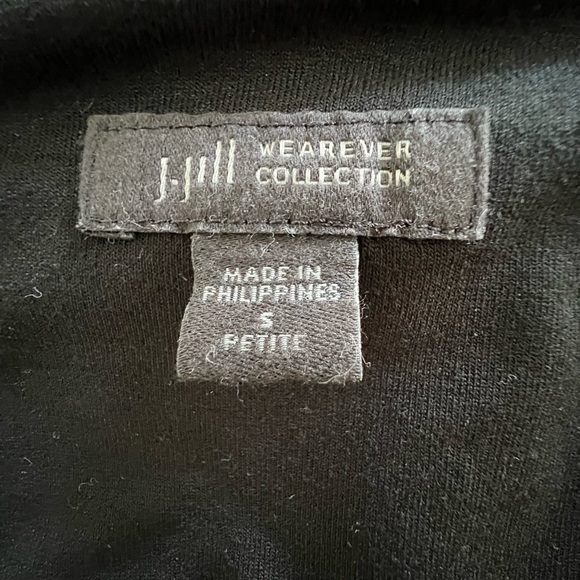 J.Jill WEAREVER
COLLECTION
MADE IN
PHILIPPINES
S
PETITE